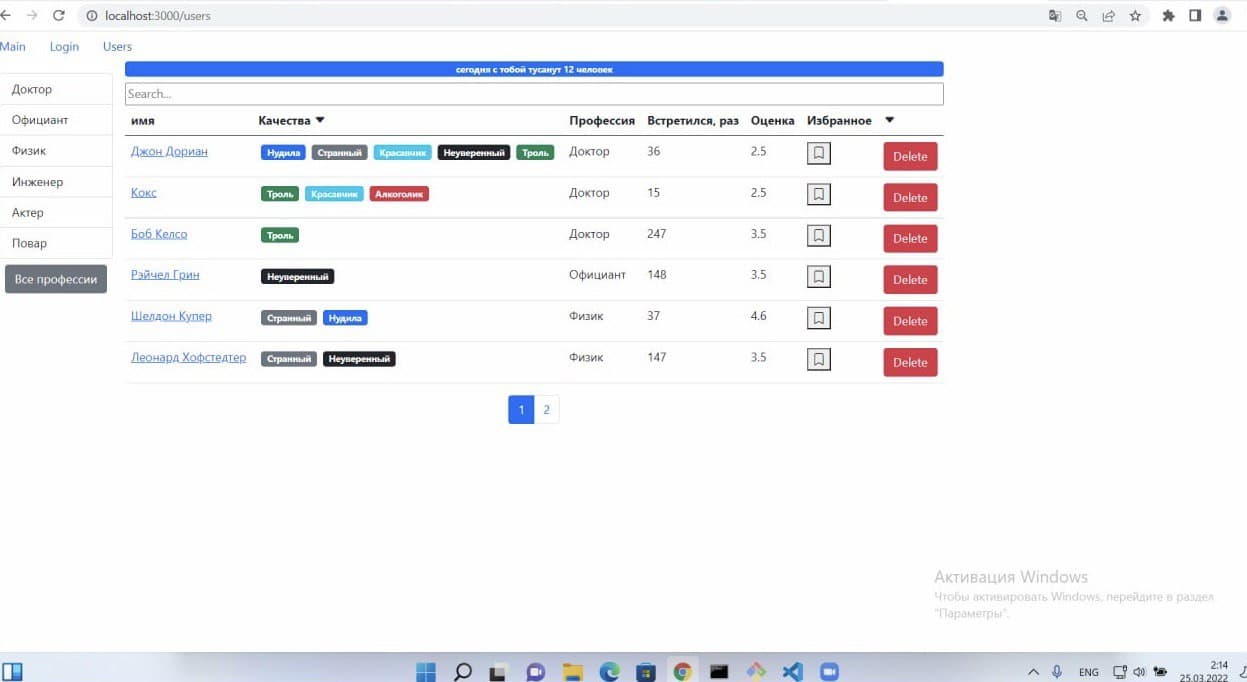 localhost:3000/users
Main Login Users
сегодня с тобой тусанут 12 человек
Search...
Доктор
Официант
Физик
Инженер
Актер
Повар
Все профессии
имя Качества Профессия Встретился, раз Оценка Избранное
Джон Дориан Нудила Странный Красавчик Неуверенный Троль Доктор 36 2.5 Delete
Кокс Троль Красавчик Алкоголик Доктор 15 2.5 Delete
Боб Келсо Троль Доктор 247 3.5 Delete
Рэйчел Грин Неуверенный Официант 148 3.5 Delete
Шелдон Купер Странный Нудила Физик 37 4.6 Delete
Леонард Хофстедтер Странный Неуверенный Физик 147 3.5 Delete
1 2
Активация Windows
Чтобы активировать Windows, перейдите в раздел
"Параметры".
ENG
2:14
25.03.2022